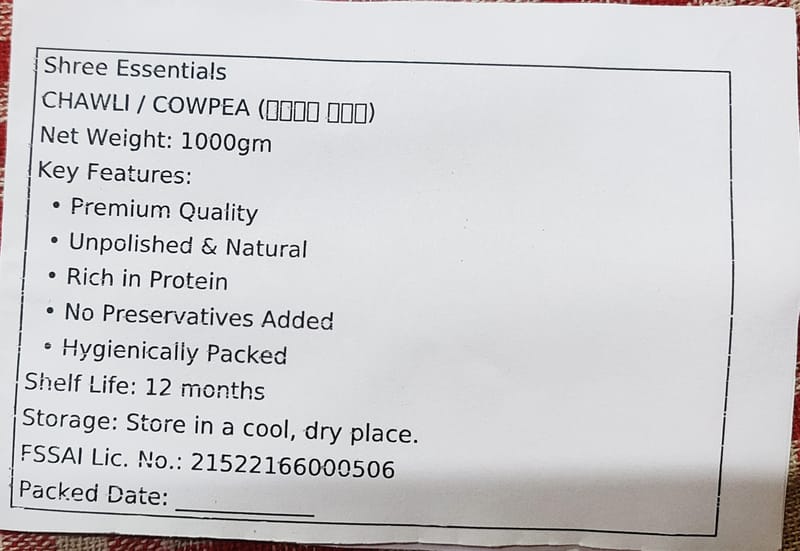 Shree Essentials
CHAWLI / COWPEA (▯▯▯▯ ▯▯▯)
Net Weight: 1000gm
Key Features:
• Premium Quality
• Unpolished & Natural
• Rich in Protein
• No Preservatives Added
• Hygienically Packed
Shelf Life: 12 months
Storage: Store in a cool, dry place.
FSSAI Lic. No.: 21522166000506
Packed Date: ____________